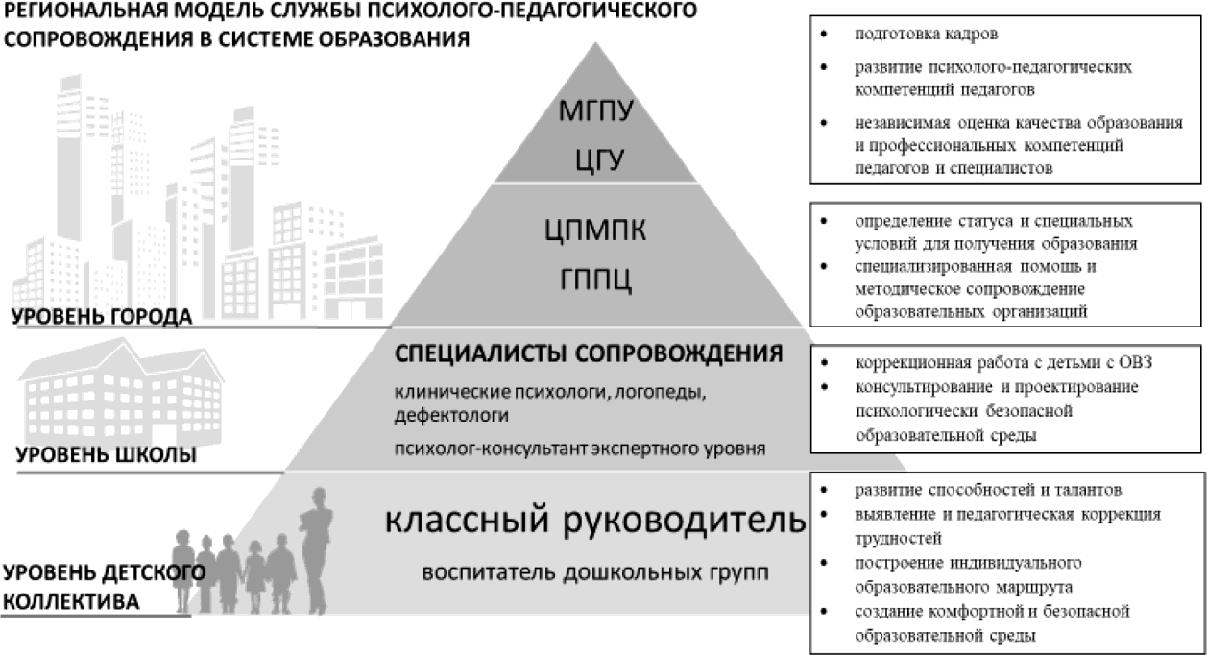 РЕГИОНАЛЬНАЯ МОДЕЛЬ СЛУЖБЫ ПСИХОЛОГО-ПЕДАГОГИЧЕСКОГО
СОПРОВОЖДЕНИЯ В СИСТЕМЕ ОБРАЗОВАНИЯ
МГПУ
ЦГУ
• подготовка кадров
• развитие психолого-педагогических
компетенций педагогов
• независимая оценка качества образования
и профессиональных компетенций
педагогов и специалистов
УРОВЕНЬ ГОРОДА
ЦПМПК
ГППЦ
• определение статуса и специальных
условий для получения образования
• специализированная помощь и
методическое сопровождение
образовательных организаций
УРОВЕНЬ ШКОЛЫ
СПЕЦИАЛИСТЫ СОПРОВОЖДЕНИЯ
клинические психологи, логопеды,
дефектологи
психолог-консультант экспертного уровня
• коррекционная работа с детьми с ОВЗ
• консультирование и проектирование
психологически безопасной
образовательной среды
УРОВЕНЬ ДЕТСКОГО
КОЛЛЕКТИВА
классный руководитель
воспитатель дошкольных групп
• развитие способностей и талантов
• выявление и педагогическая коррекция
трудностей
• построение индивидуального
образовательного маршрута
• создание комфортной и безопасной
образовательной среды